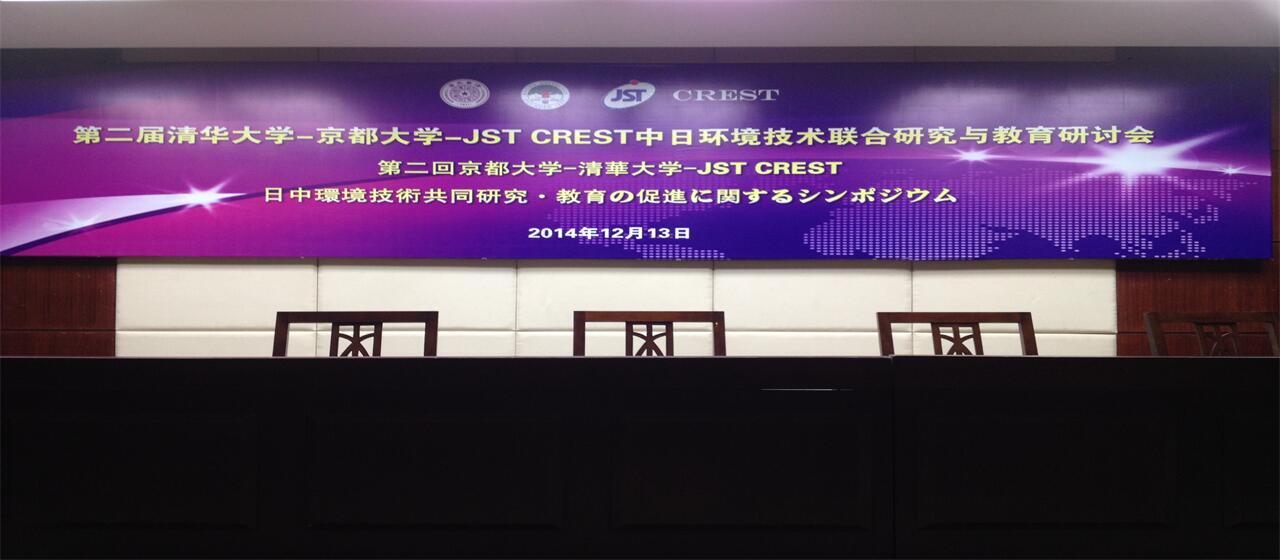 JST CREST
第二届清华大学-京都大学-JST CREST中日环境技术联合研究与教育研讨会
第二回京都大学-清華大学-JST CREST
日中環境技術共同研究・教育の促進に関するシンポジウム
2014年12月13日